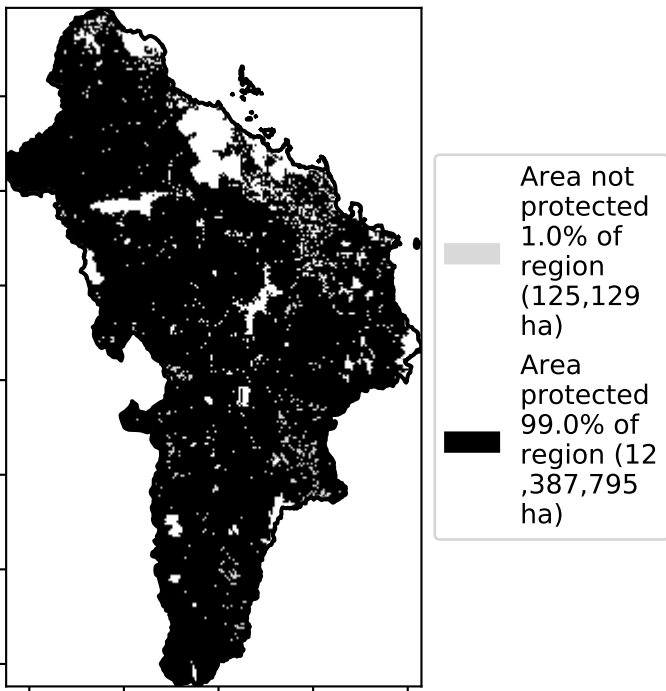 Area not
protected
1.0% of
region
(125,129
ha)
Area
protected
99.0% of
region (12
,387,795
ha)